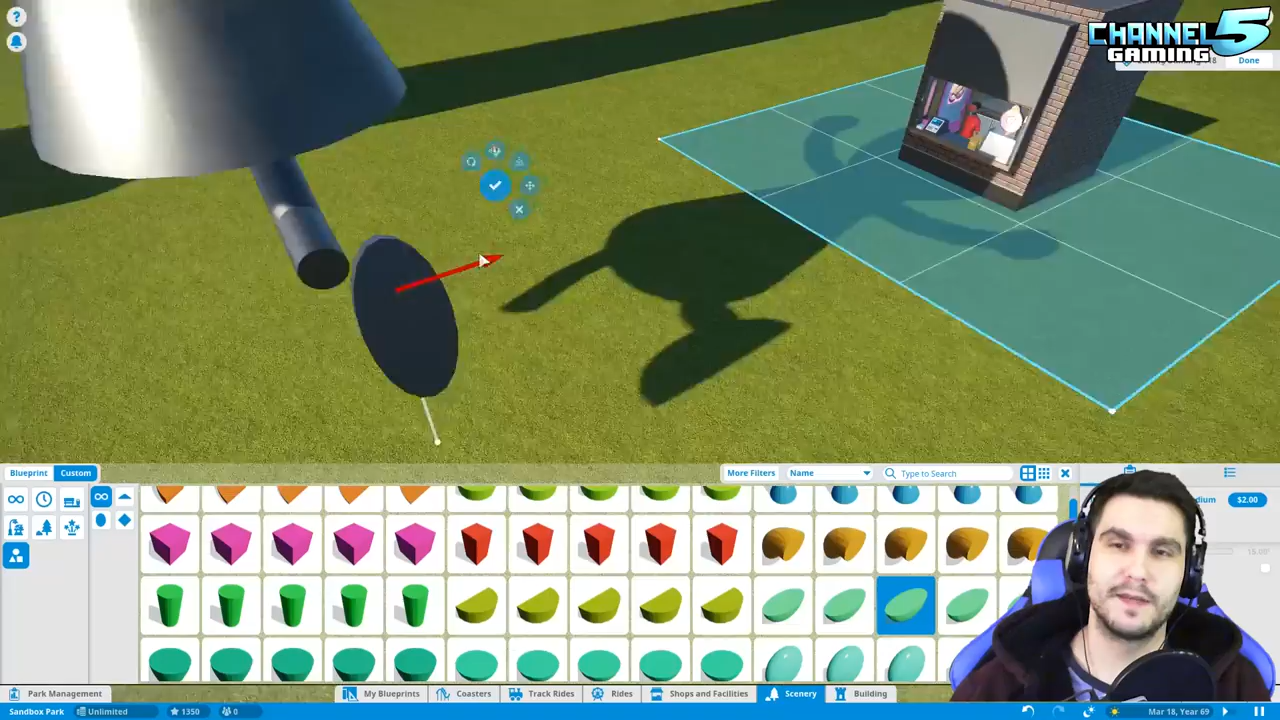 CHANNEL 5
GAMING
Done
Blueprint
Custom
More Filters
Name
Type to Search
$2.00
Park Management
My Blueprints
Coasters
Track Rides
Rides
Shops and Facilities
Scenery
Building
Sandbox Park
Unlimited
1350
0
Mar 18, Year 69